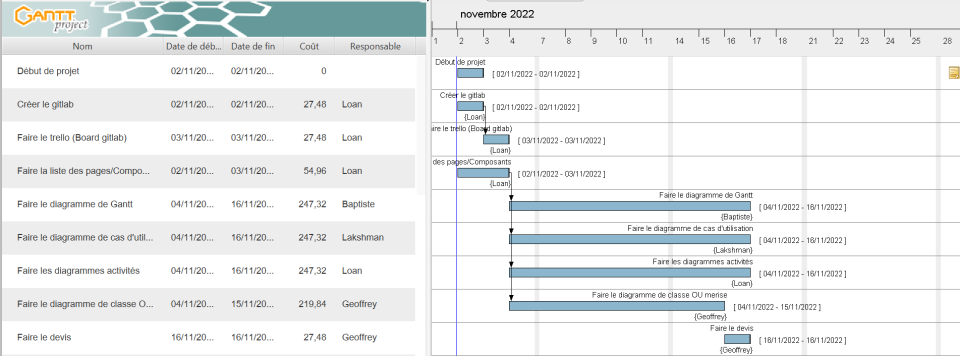 GANTT project
novembre 2022
Nom Date de déb... Date de fin Coût Responsable
1 2 3 4 7 8 9 10 11 14 15 16 17 18 21 22 23 24 25 28
Début de projet 02/11/20... 02/11/20... 0
Début de projet
[ 02/11/2022 - 02/11/2022 ]
Créer le gitlab 02/11/20... 02/11/20... 27,48 Loan
Créer le gitlab
[ 02/11/2022 - 02/11/2022 ]
{Loan}
Faire le trello (Board gitlab) 03/11/20... 03/11/20... 27,48 Loan
ire le trello (Board gitlab)
[ 03/11/2022 - 03/11/2022 ]
{Loan}
Faire la liste des pages/Compo... 02/11/20... 03/11/20... 54,96 Loan
des pages/Composants
[ 02/11/2022 - 03/11/2022 ]
{Loan}
Faire le diagramme de Gantt 04/11/20... 16/11/20... 247,32 Baptiste
Faire le diagramme de Gantt
[ 04/11/2022 - 16/11/2022 ]
{Baptiste}
Faire le diagramme de cas d'util... 04/11/20... 16/11/20... 247,32 Lakshman
Faire le diagramme de cas d'utilisation
[ 04/11/2022 - 16/11/2022 ]
{Lakshman}
Faire les diagrammes activités 04/11/20... 16/11/20... 247,32 Loan
Faire les diagrammes activités
[ 04/11/2022 - 16/11/2022 ]
{Loan}
Faire le diagramme de classe O... 04/11/20... 15/11/20... 219,84 Geoffrey
Faire le diagramme de classe OU merise
[ 04/11/2022 - 15/11/2022 ]
{Geoffrey}
Faire le devis 16/11/20... 16/11/20... 27,48 Geoffrey
Faire le devis
[ 16/11/2022 - 16/11/2022 ]
{Geoffrey}